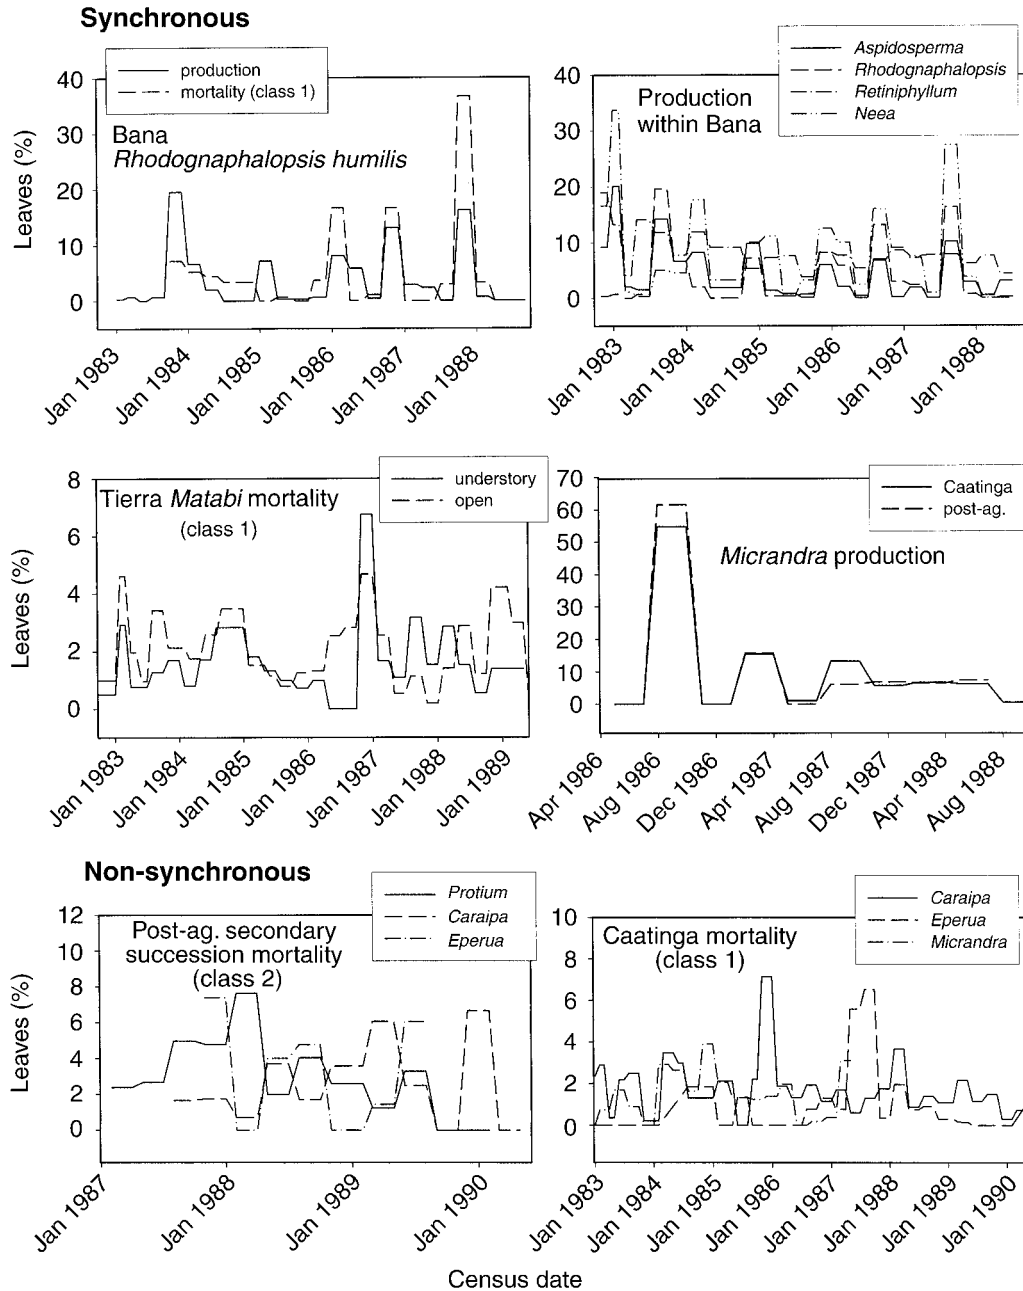 Synchronous
production
mortality (class 1)
Bana
Rhodognaphalopsis humilis
Leaves (%)
40
30
20
10
0
Jan 1983
Jan 1984
Jan 1985
Jan 1986
Jan 1987
Jan 1988
Aspidosperma
Rhodognaphalopsis
Retiniphyllum
Neea
Production
within Bana
40
30
20
10
0
Jan 1983
Jan 1984
Jan 1985
Jan 1986
Jan 1987
Jan 1988
understory
open
Tierra Matabi mortality
(class 1)
Leaves (%)
8
6
4
2
0
Jan 1983
Jan 1984
Jan 1985
Jan 1986
Jan 1987
Jan 1988
Jan 1989
Caatinga
post-ag.
Micrandra production
70
60
50
40
30
20
10
0
Apr 1986
Aug 1986
Dec 1986
Apr 1987
Aug 1987
Dec 1987
Apr 1988
Aug 1988
Non-synchronous
Protium
Caraipa
Eperua
Post-ag. secondary
succession mortality
(class 2)
Leaves (%)
12
10
8
6
4
2
0
Jan 1987
Jan 1988
Jan 1989
Jan 1990
Caraipa
Eperua
Micrandra
Caatinga mortality
(class 1)
10
8
6
4
2
0
Jan 1983
Jan 1984
Jan 1985
Jan 1986
Jan 1987
Jan 1988
Jan 1989
Jan 1990
Census date